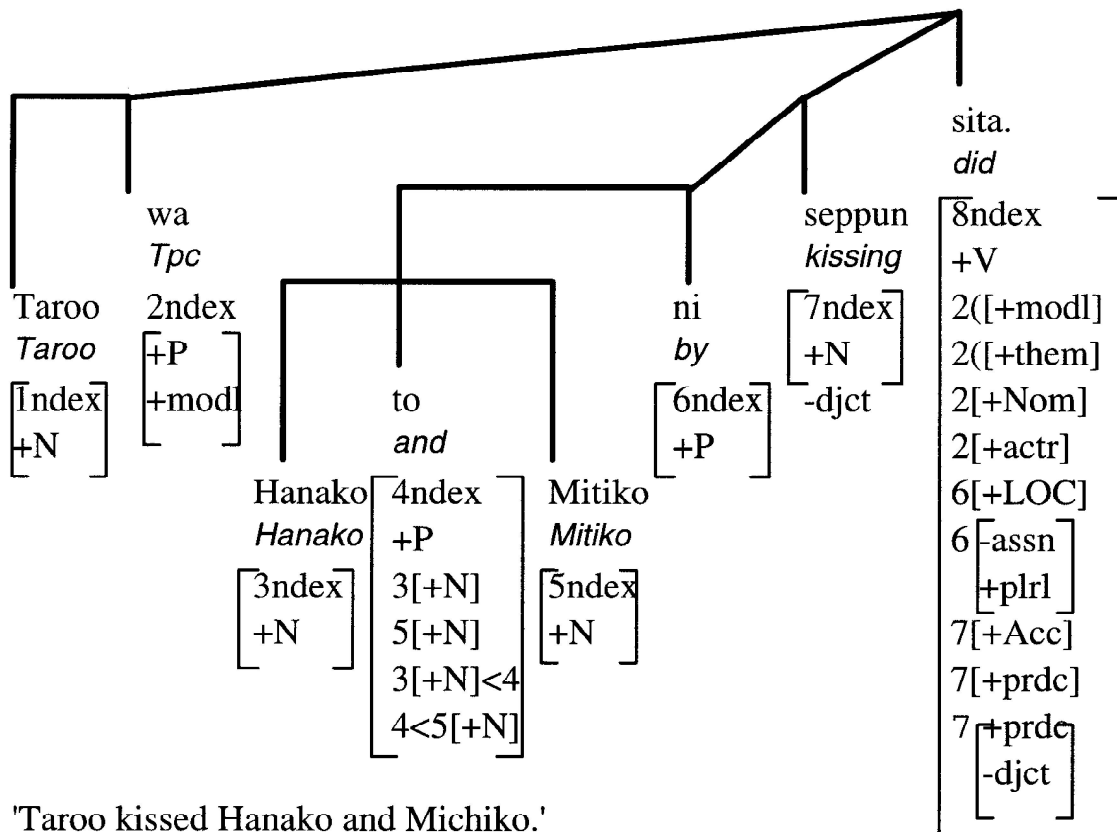 sita.
did
8ndex
+V
2([+modl]
2([+them]
2[+Nom]
2[+actr]
6[+LOC]
6 -assn
+plrl
7[+Acc]
7[+prdc]
7 +prdc
-djct
wa
Tpc
2ndex
+P
+modl
Taroo
Taroo
1ndex
+N
seppun
kissing
7ndex
+N
-djct
ni
by
6ndex
+P
to
and
4ndex
+P
3[+N]
5[+N]
3[+N]<4
4<5[+N]
Hanako
Hanako
3ndex
+N
Mitiko
Mitiko
5ndex
+N
'Taroo kissed Hanako and Michiko.'